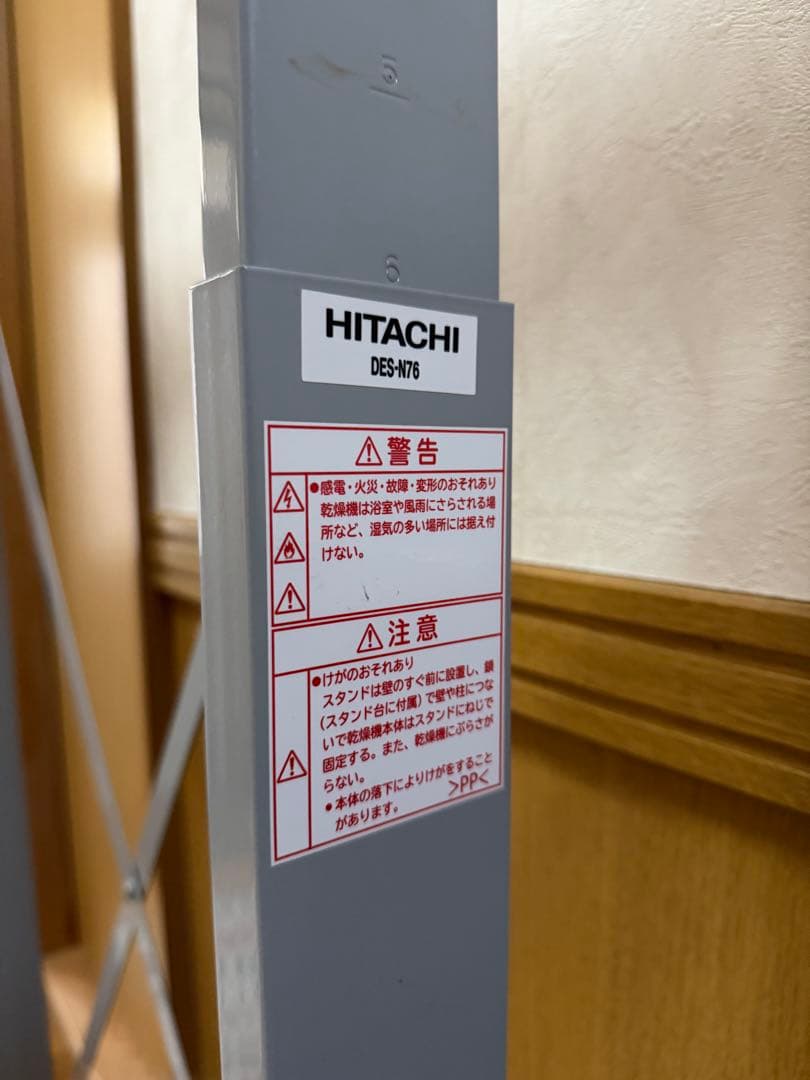 5
6
HITACHI
DES-N76
⚠警告
●感電・火災・故障・変形のおそれあり
乾燥機は浴室や風雨にさらされる場
所など、湿気の多い場所には据え付
けない。
⚠注意
●けがのおそれあり
スタンドは壁のすぐ前に設置し、鎖
(スタンド台に付属)で壁や柱につな
いで乾燥機本体はスタンドにねじで
固定する。また、乾燥機にぶらさが
らない。
●本体の落下によりけがをすること
があります。
>PP<